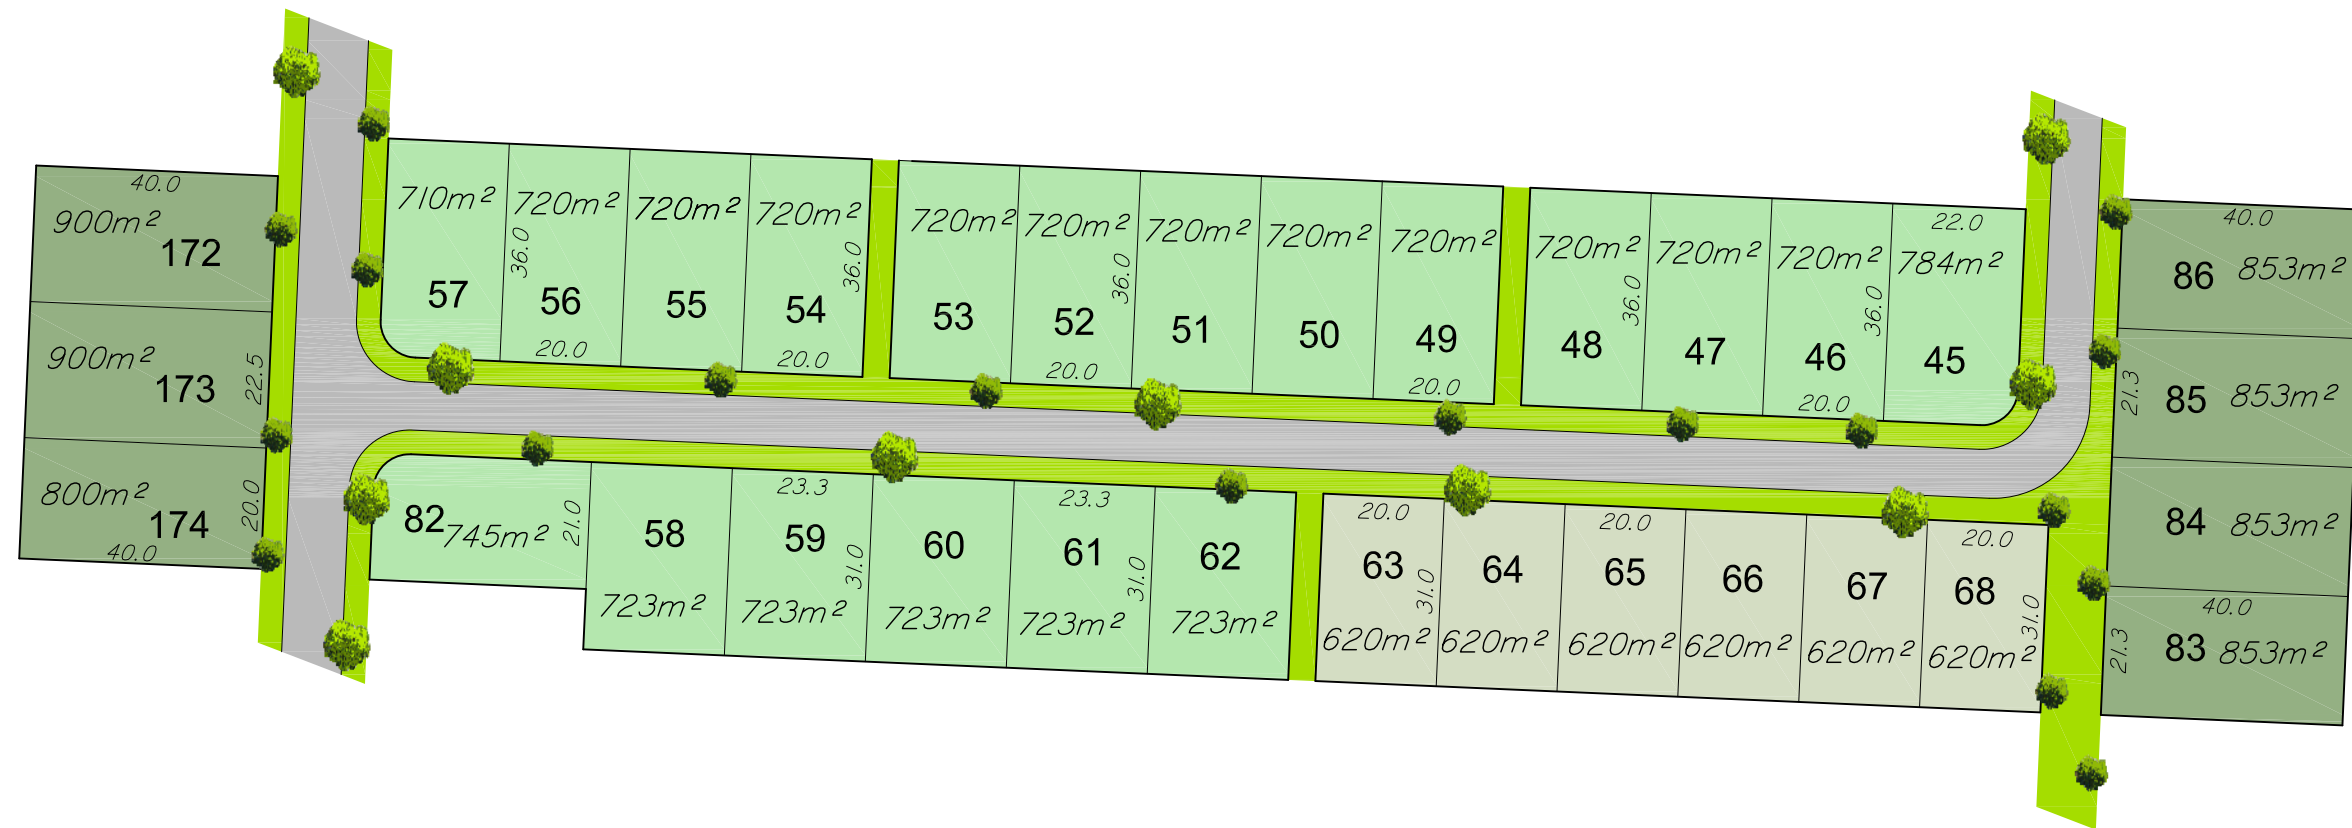 40.0
900m²
172
900m²
173
22.5
800m²
174
20.0
40.0
710m²
57
720m²
36.0
56
20.0
720m²
55
720m²
36.0
54
20.0
720m²
53
720m²
36.0
52
20.0
720m²
51
720m²
50
720m²
49
20.0
720m²
36.0
48
720m²
47
720m²
36.0
46
20.0
22.0
784m²
45
40.0
86 853m²
21.3
85 853m²
84 853m²
40.0
21.3
83 853m²
82 745m²
21.0
58
723m²
23.3
59
31.0
723m²
60
723m²
23.3
61
31.0
723m²
62
723m²
20.0
63
31.0
620m²
64
620m²
20.0
65
620m²
66
620m²
67
620m²
20.0
68
31.0
620m²